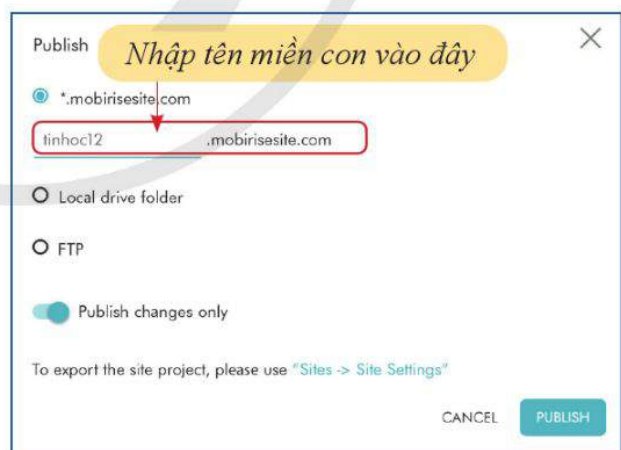 Publish
Nhập tên miền con vào đây
*.mobirisesite.com
tinhoc12 .mobirisesite.com
Local drive folder
FTP
Publish changes only
To export the site project, please use "Sites -> Site Settings"
CANCEL PUBLISH